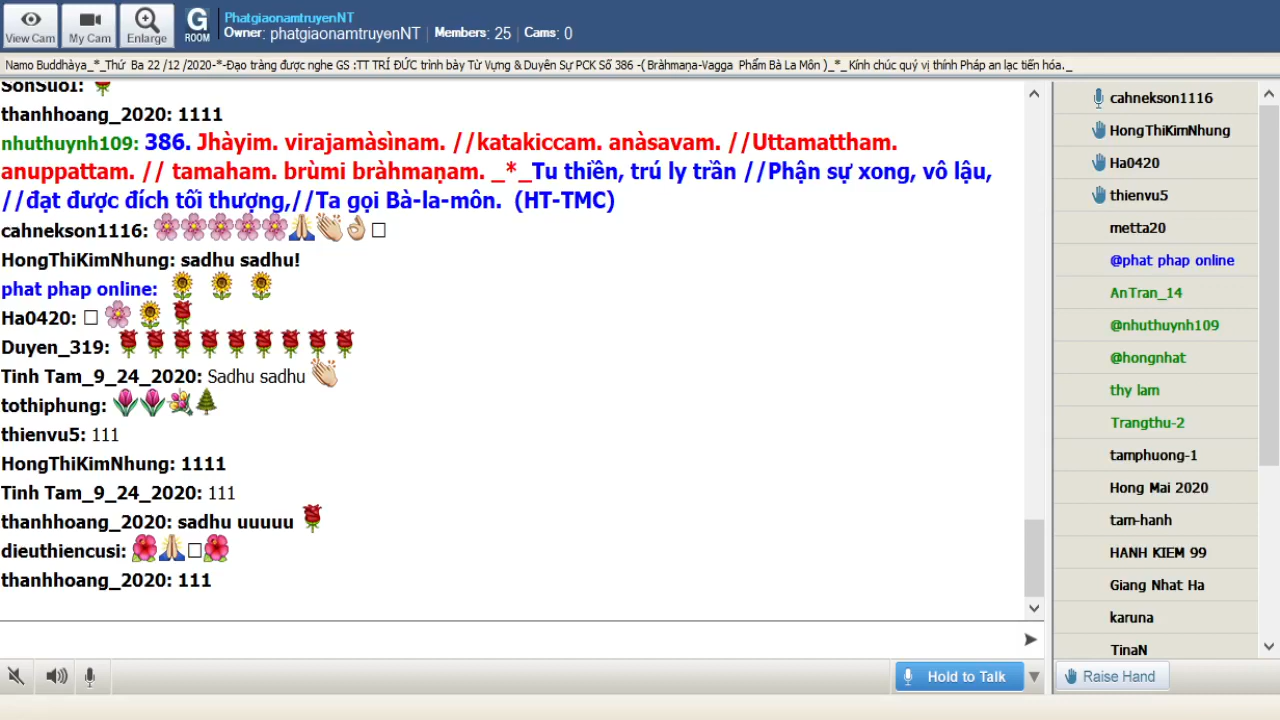 View Cam
My Cam
Enlarge
G
ROOM
PhatgiaonamtruyenNT
Owner: phatgiaonamtruyenNT | Members: 25 | Cams: 0
Namo Buddhàya_*_Thứ Ba 22 /12 /2020-*-Đạo tràng được nghe GS :TT TRÍ ĐỨC trình bày Từ Vựng & Duyên Sự PCK Số 386 -( Bràhmaṇa-Vagga Phẩm Bà La Môn )_*_ Kính chúc quý vị thính Pháp an lạc tiến hóa._
SonSuoi:
thanhhoang_2020: 1111
nhuthuynh109: 386. Jhàyim. virajamàsìnam. //katakiccam. anàsavam. //Uttamattham.
anuppattam. // tamaham. brùmi bràhmaṇam. _*_Tu thiền, trú ly trần //Phận sự xong, vô lậu,
//đạt được đích tối thượng,//Ta gọi Bà-la-môn. (HT-TMC)
cahnekson1116:
HongThiKimNhung: sadhu sadhu!
phat phap online:
Ha0420:
Duyen_319:
Tinh Tam_9_24_2020: Sadhu sadhu
tothiphung:
thienvu5: 111
HongThiKimNhung: 1111
Tinh Tam_9_24_2020: 111
thanhhoang_2020: sadhu uuuuu
dieuthiencusi:
thanhhoang_2020: 111
Hold to Talk
cahnekson1116
HongThiKimNhung
Ha0420
thienvu5
metta20
@phat phap online
AnTran_14
@nhuthuynh109
@hongnhat
thy lam
Trangthu-2
tamphuong-1
Hong Mai 2020
tam-hanh
HANH KIEM 99
Giang Nhat Ha
karuna
TinaN
Raise Hand